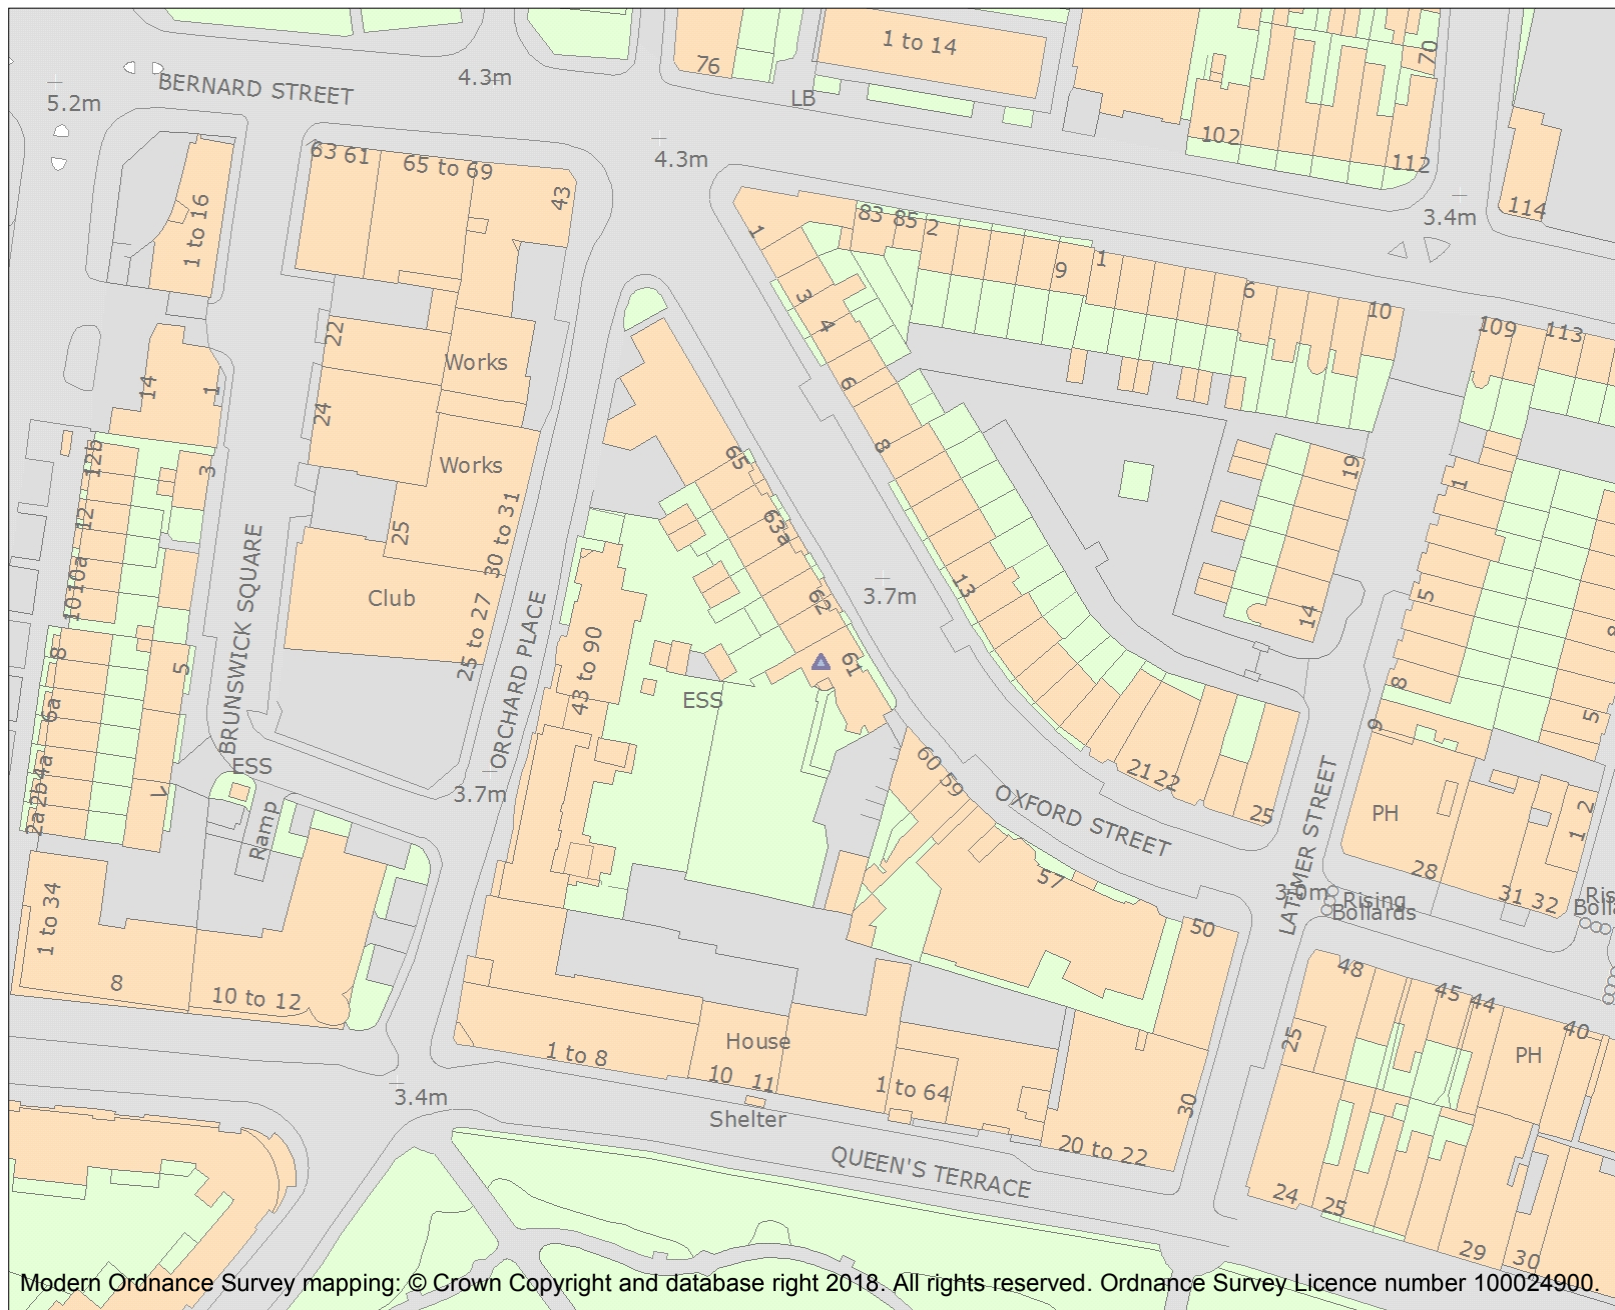 76
1 to 14
70
4.3m
BERNARD STREET
5.2m
LB
102
112
63 61
65 to 69
43
4.3m
114
3.4m
1 to 16
1
83
85
2
9
1
6
10
109
113
3
4
6
8
22
Works
24
14
1
12b
3
Works
65
19
1
12
25
30 to 31
63a
10a
10
Club
25 to 27
BRUNSWICK SQUARE
ORCHARD PLACE
3.7m
62
13
5
14
8
5
43 to 90
61
8
9
5
6a
ESS
4a
2b
2a
ESS
Ramp
3.7m
60
59
OXFORD STREET
21
22
25
LATIMER STREET
PH
28
1
2
31
32
57
3.0m
Rising
Bollards
Ris
Bolla
1 to 34
8
10 to 12
50
48
45
44
40
25
PH
House
1 to 8
10
11
1 to 64
30
3.4m
Shelter
20 to 22
QUEEN'S TERRACE
24
25
29
30
Modern Ordnance Survey mapping: © Crown Copyright and database right 2018. All rights reserved. Ordnance Survey Licence number 100024900.